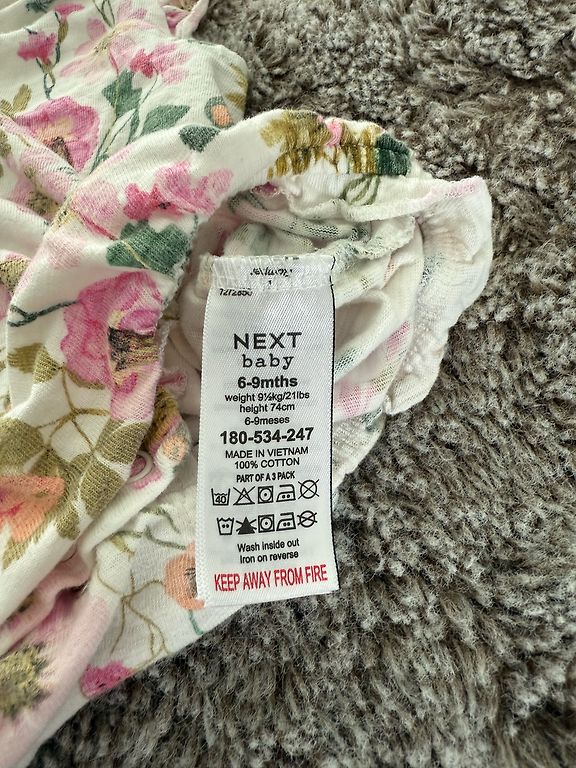 NEXT
baby
6-9mths
weight 9½kg/21lbs
height 74cm
6-9meses
180-534-247
MADE IN VIETNAM
100% COTTON
PART OF A 3 PACK
40
Wash inside out
Iron on reverse
KEEP AWAY FROM FIRE